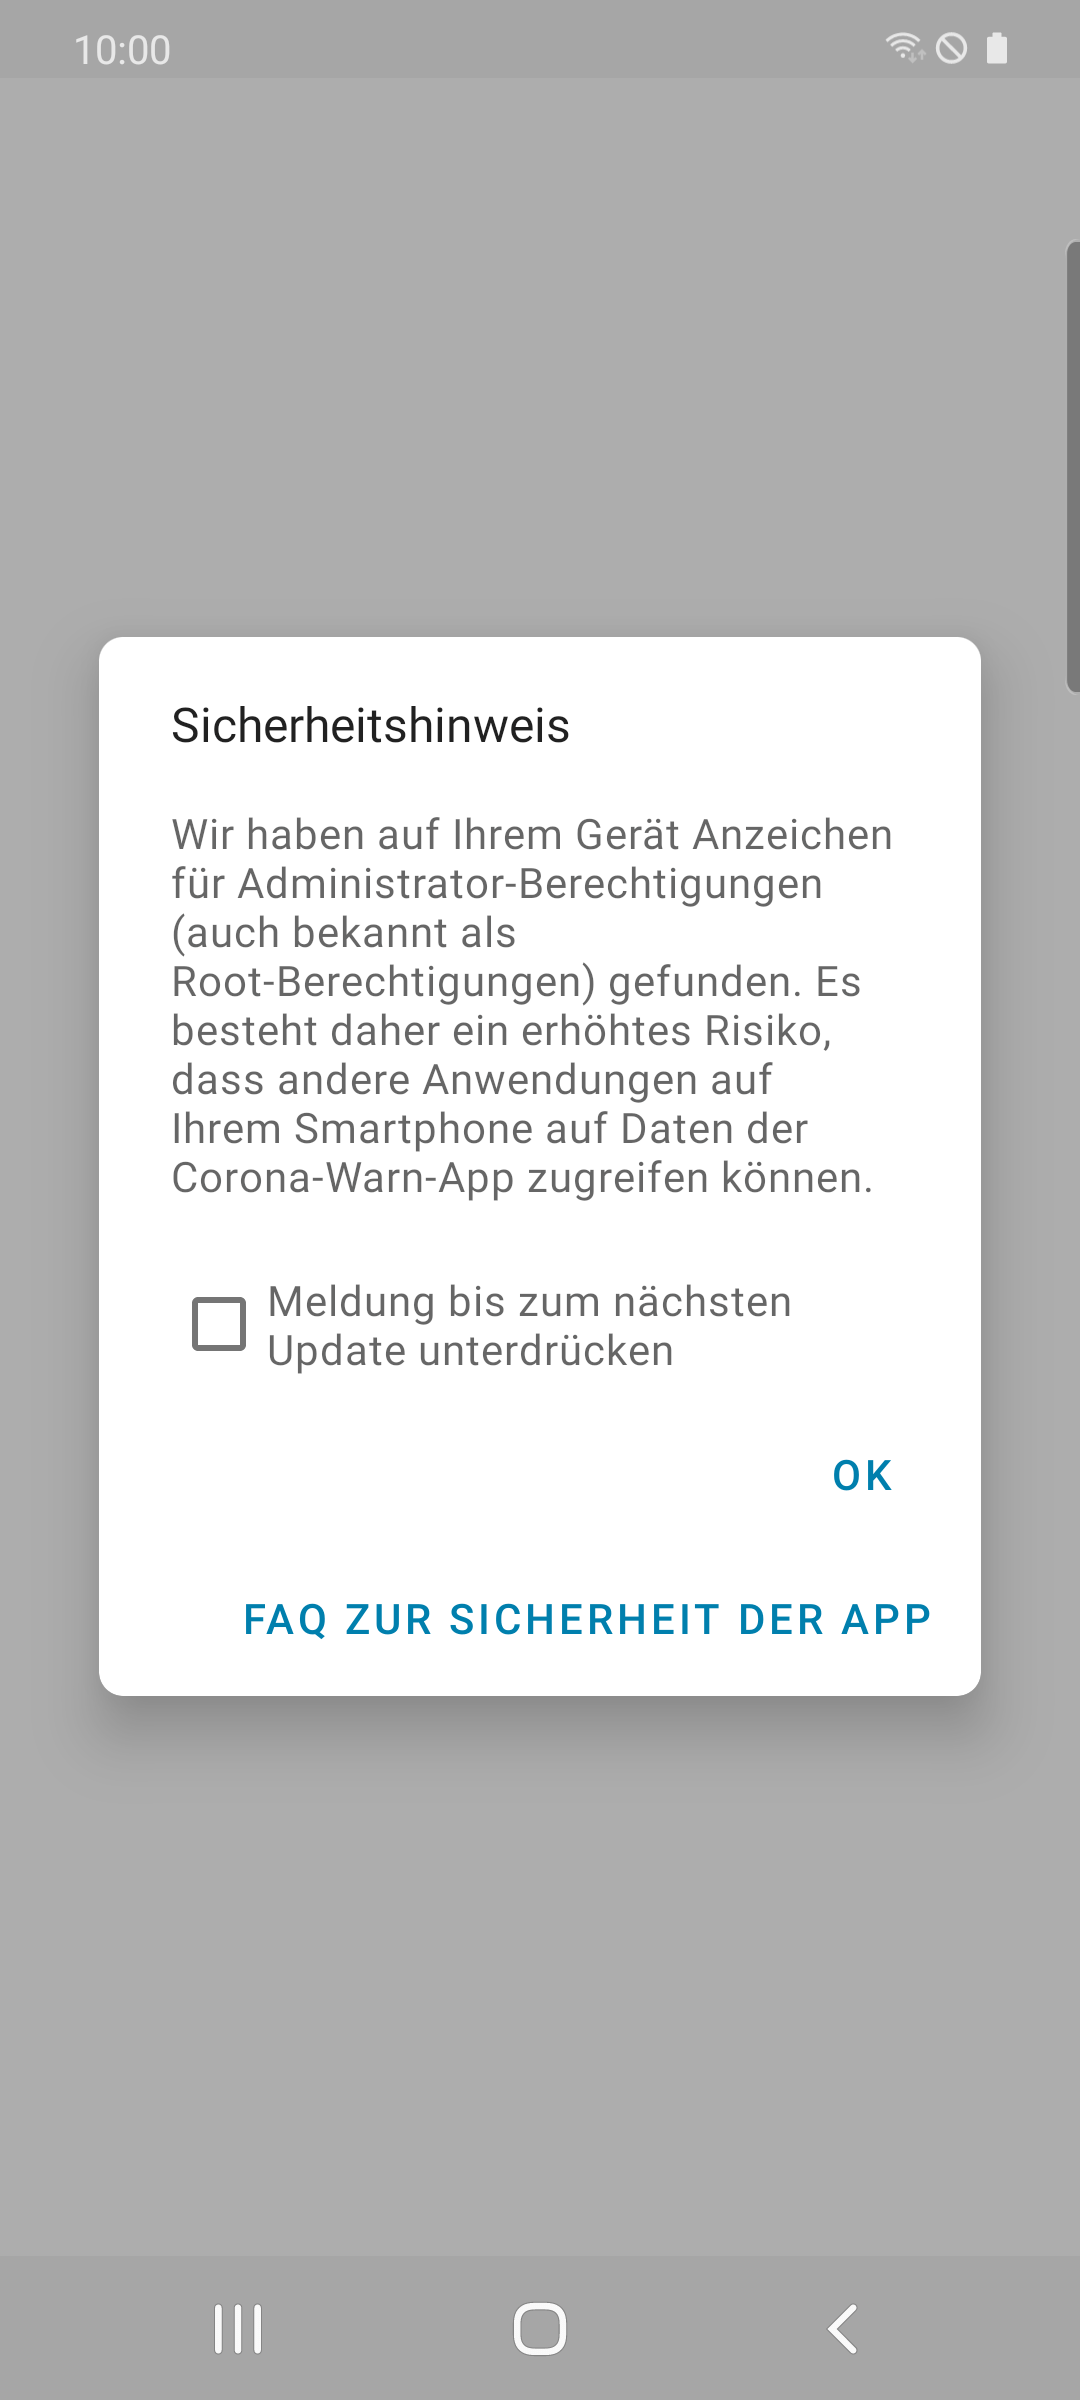 10:00
Sicherheitshinweis
Wir haben auf Ihrem Gerät Anzeichen
für Administrator-Berechtigungen
(auch bekannt als
Root-Berechtigungen) gefunden. Es
besteht daher ein erhöhtes Risiko,
dass andere Anwendungen auf
Ihrem Smartphone auf Daten der
Corona-Warn-App zugreifen können.
Meldung bis zum nächsten
Update unterdrücken
OK
FAQ ZUR SICHERHEIT DER APP